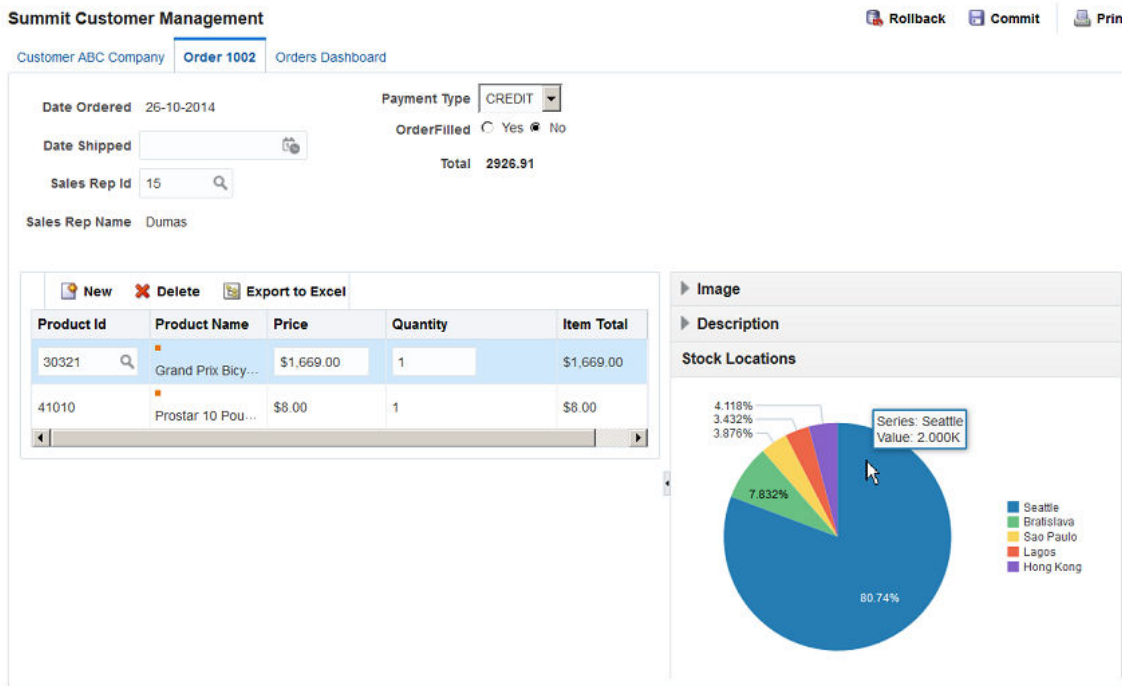 Summit Customer Management
Rollback Commit Prin
Customer ABC Company Order 1002 Orders Dashboard
Date Ordered 26-10-2014
Date Shipped
Sales Rep Id 15
Sales Rep Name Dumas
Payment Type CREDIT
OrderFilled Yes No
Total 2926.91
New Delete Export to Excel
Product Id Product Name Price Quantity Item Total
30321 Grand Prix Bicy... $1,669.00 1 $1,669.00
41010 Prostar 10 Pou... $8.00 1 $8.00
Image
Description
Stock Locations
4.118%
3.432%
3.876%
7.832%
80.74%
Series: Seattle
Value: 2.000K
Seattle
Bratislava
Sao Paulo
Lagos
Hong Kong